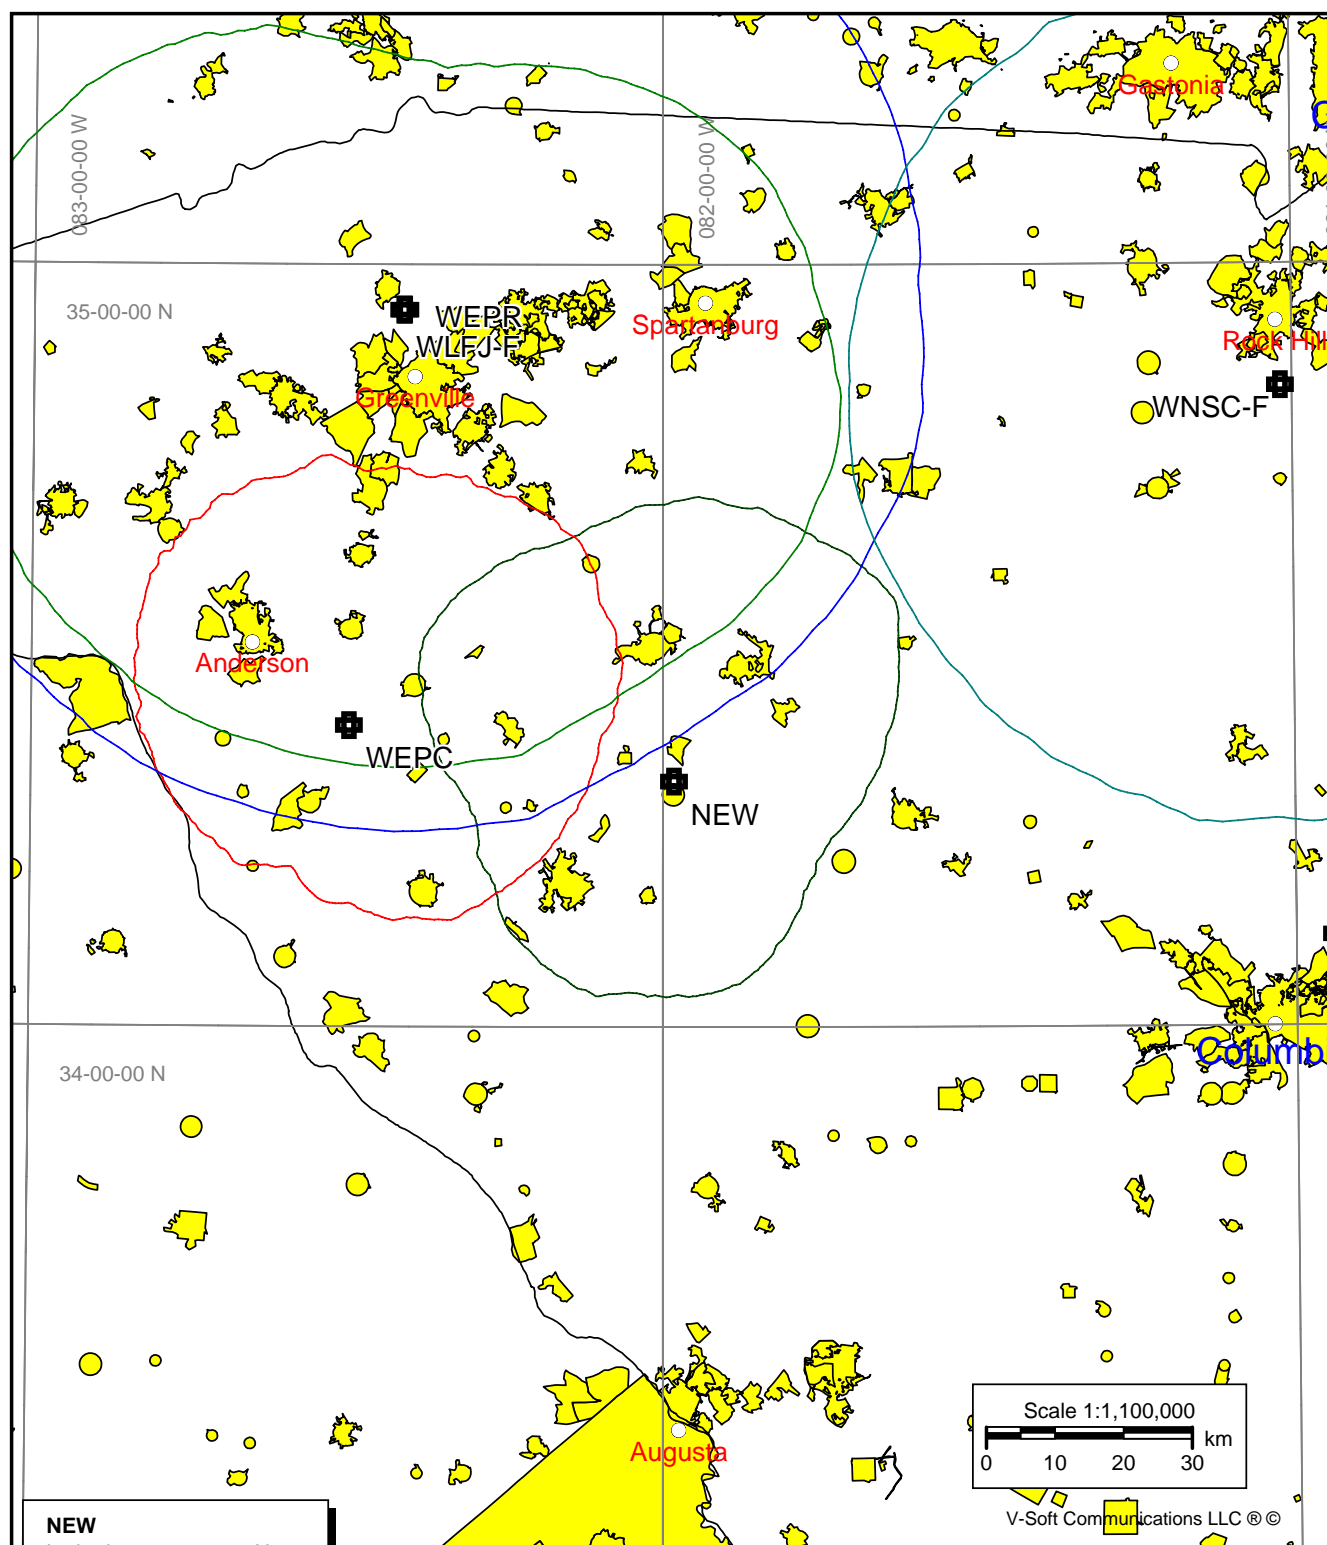 Gastonia
083-00-00 W
082-00-00 W
35-00-00 N
WEPR
Spartanburg
WLFJ-F
Rock Hill
Greenville
WNSC-F
Anderson
WEPC
NEW
Columb
34-00-00 N
Scale 1:1,100,000
km
0 10 20 30
Augusta
V-Soft Communications LLC ® ©
NEW